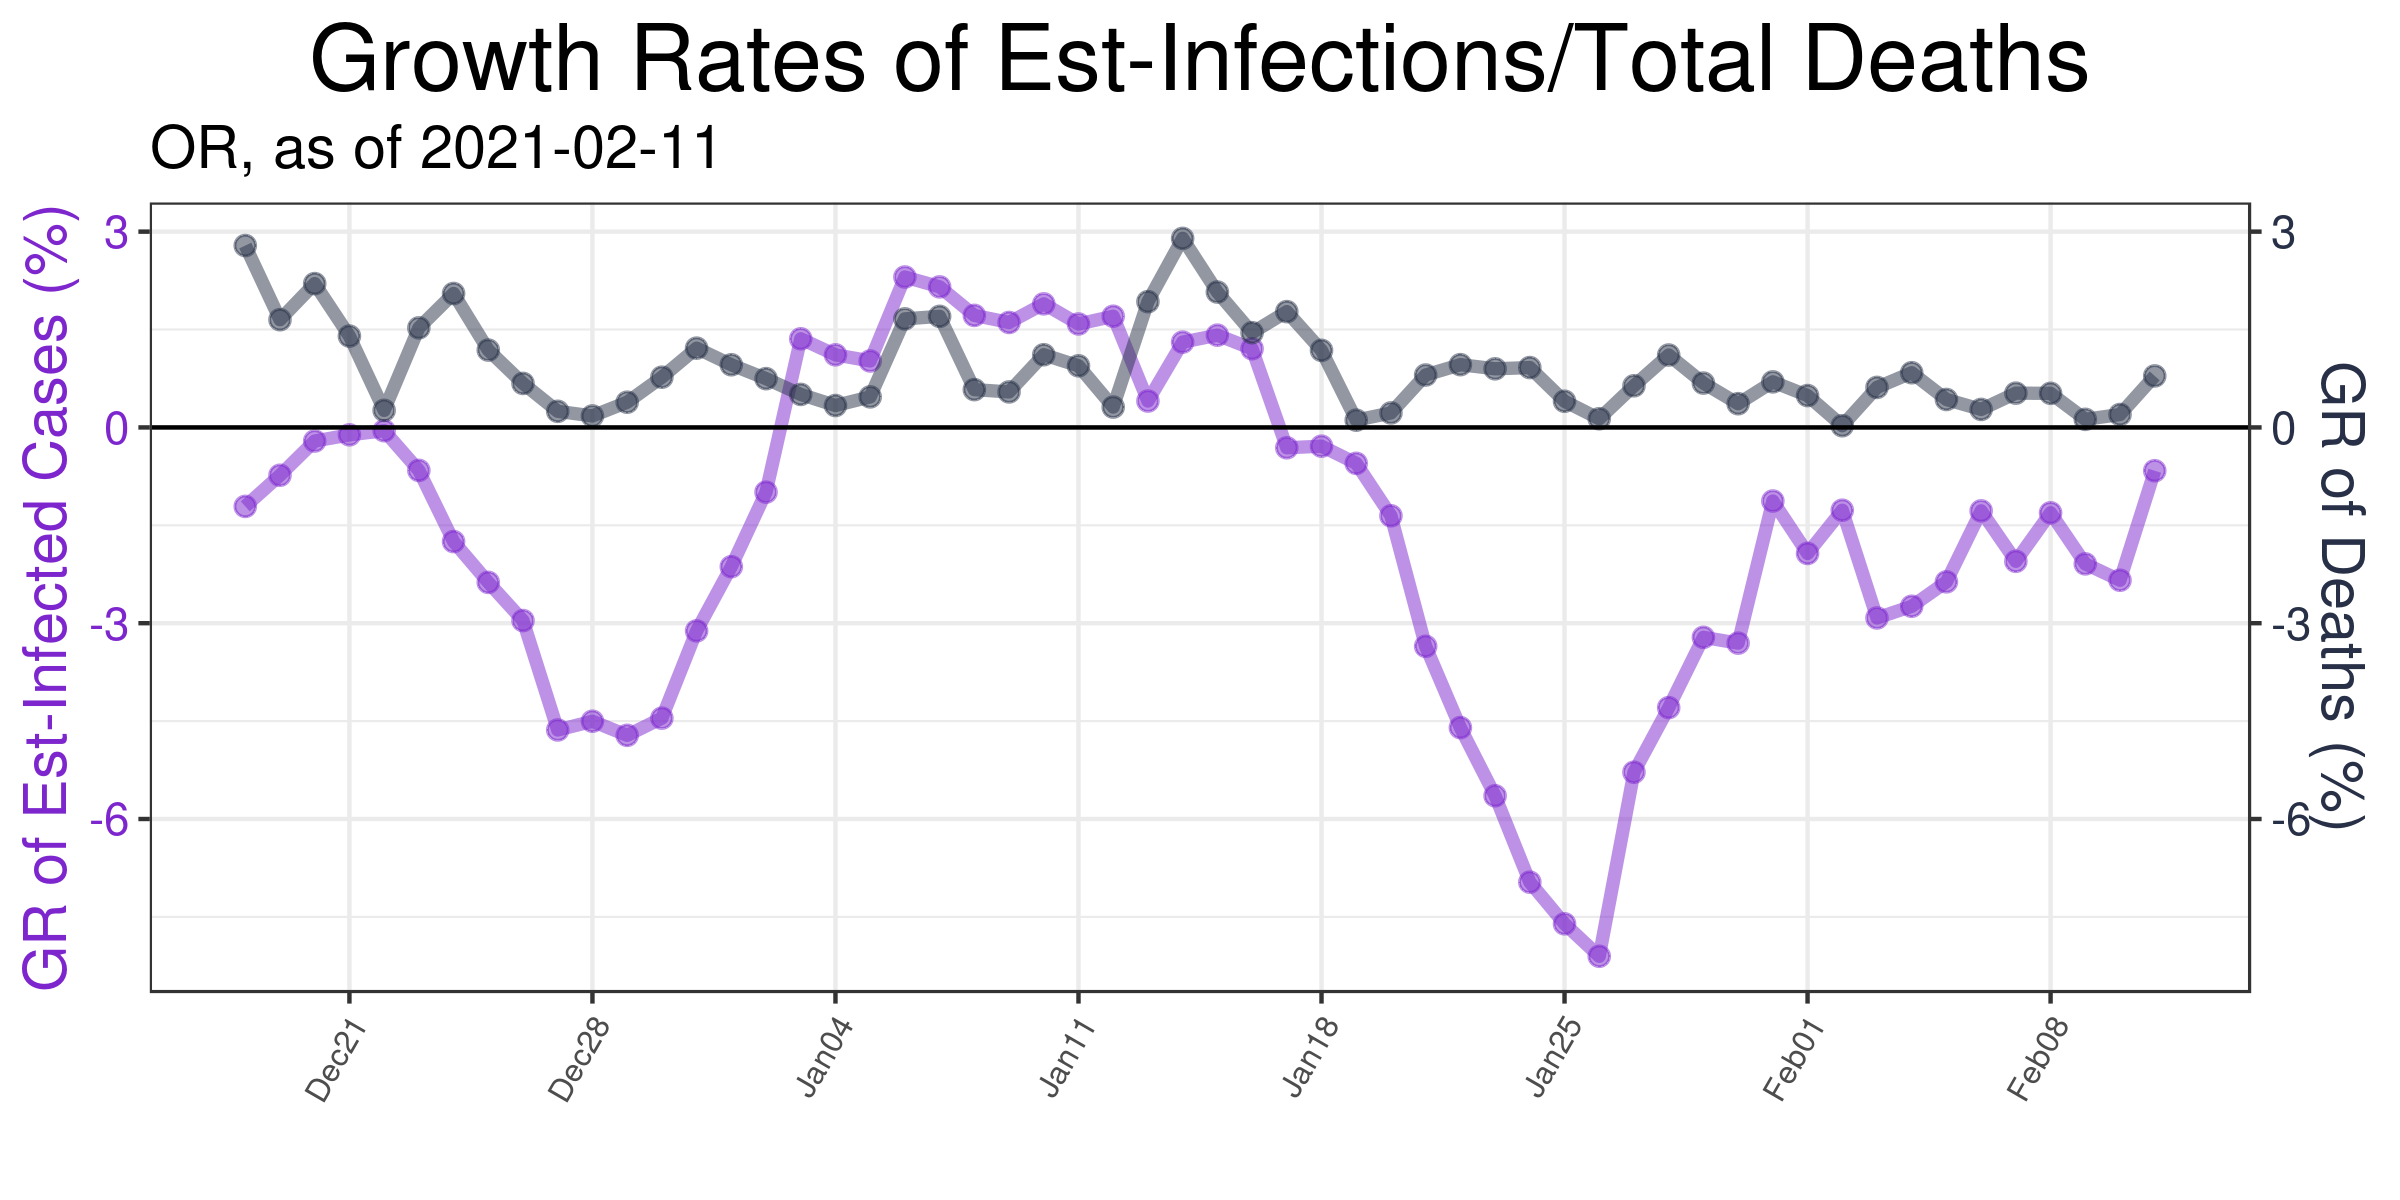 Growth Rates of Est-Infections/Total Deaths
OR, as of 2021-02-11
GR of Est-Infected Cases (%)
3
0
-3
-6
3
0
-3
-6
GR of Deaths (%)
Dec21
Dec28
Jan04
Jan11
Jan18
Jan25
Feb01
Feb08